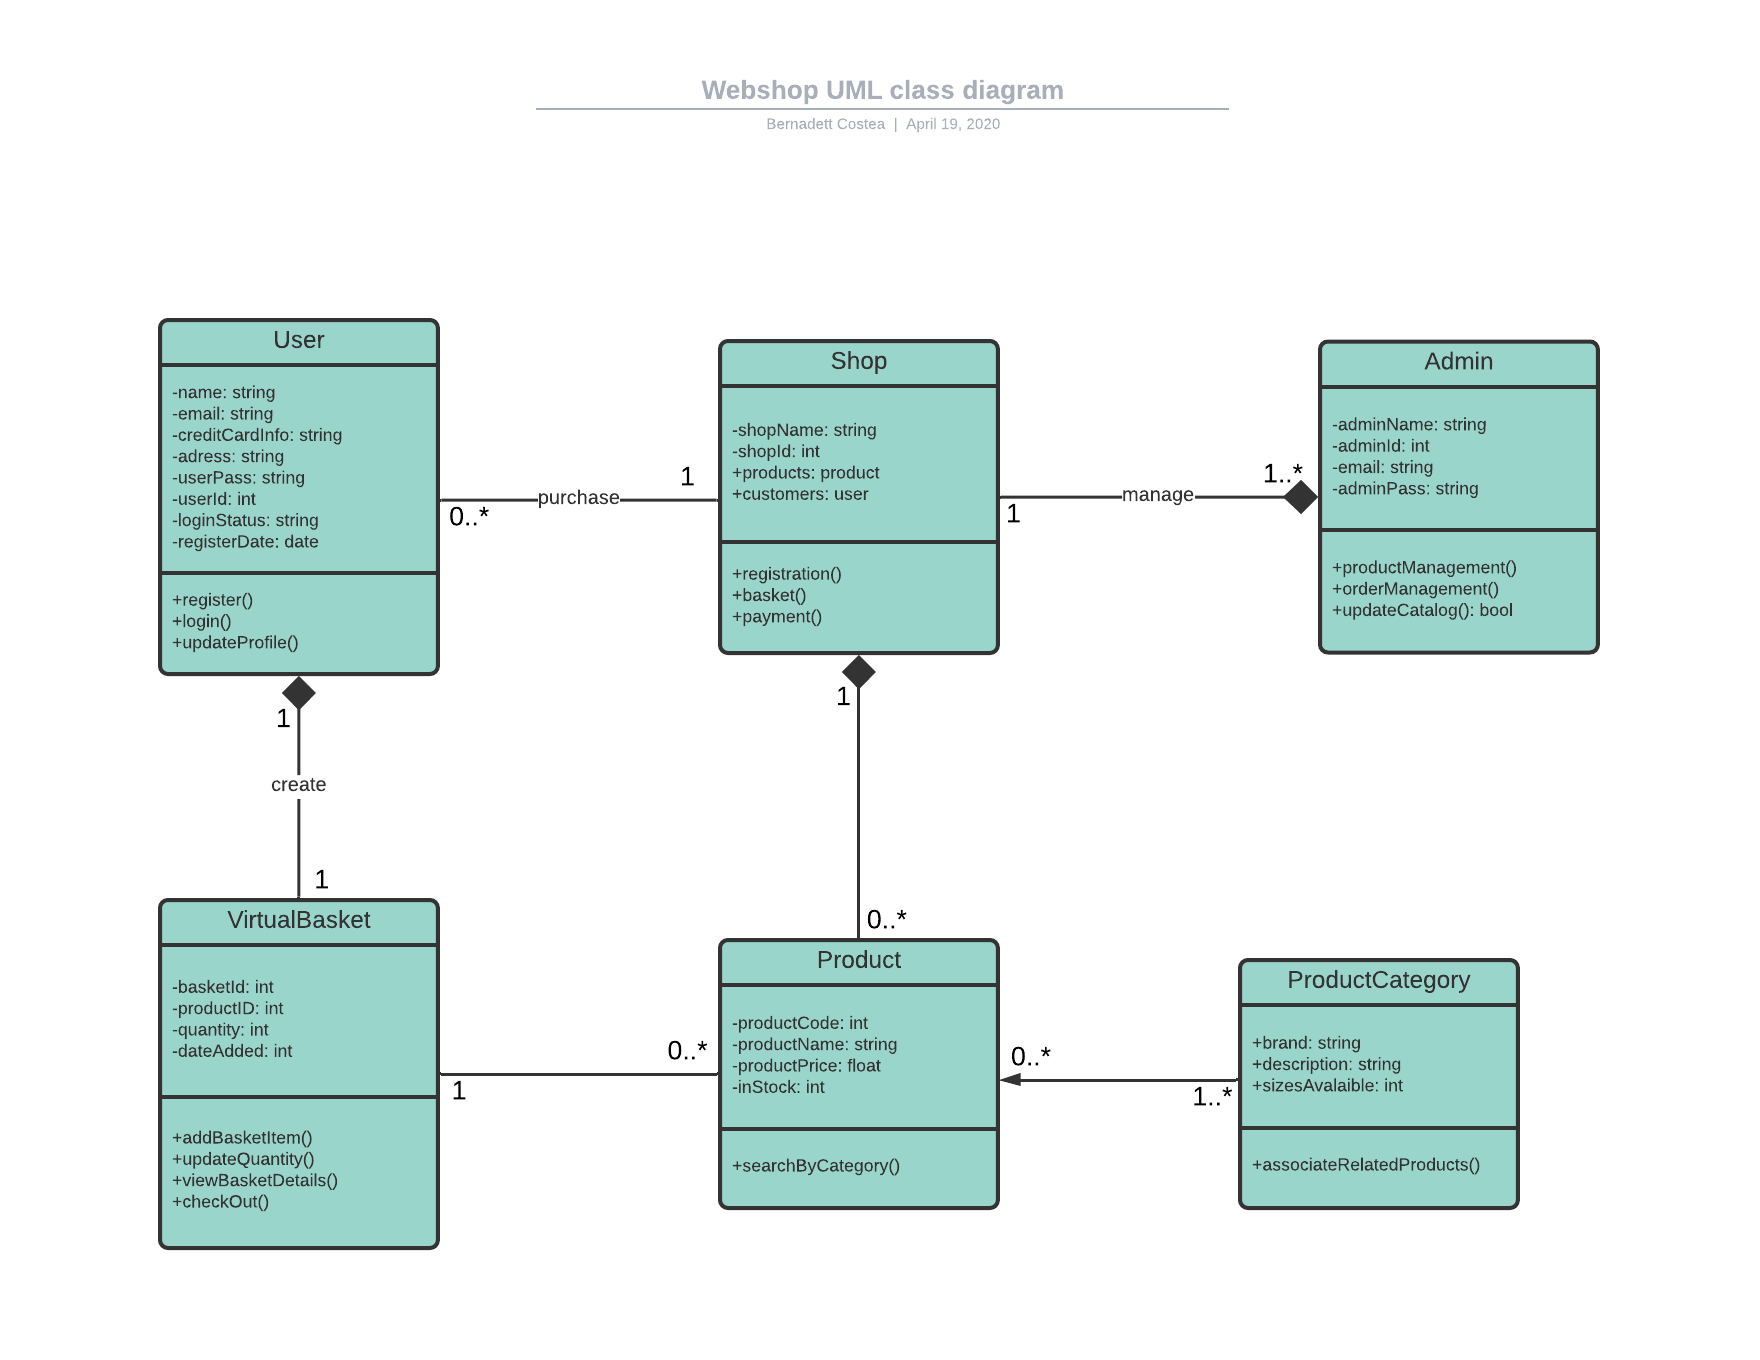 Webshop UML class diagram
Bernadett Costea | April 19, 2020
User
-name: string
-email: string
-creditCardInfo: string
-adress: string
-userPass: string
-userId: int
-loginStatus: string
-registerDate: date
+register()
+login()
+updateProfile()
0..*
purchase
1
Shop
-shopName: string
-shopId: int
+products: product
+customers: user
+registration()
+basket()
+payment()
1
manage
1..*
Admin
-adminName: string
-adminId: int
-email: string
-adminPass: string
+productManagement()
+orderManagement()
+updateCatalog(): bool
1
create
1
1
0..*
VirtualBasket
-basketId: int
-productID: int
-quantity: int
-dateAdded: int
+addBasketItem()
+updateQuantity()
+viewBasketDetails()
+checkOut()
1
0..*
Product
-productCode: int
-productName: string
-productPrice: float
-inStock: int
+searchByCategory()
0..*
1..*
ProductCategory
+brand: string
+description: string
+sizesAvalaible: int
+associateRelatedProducts()